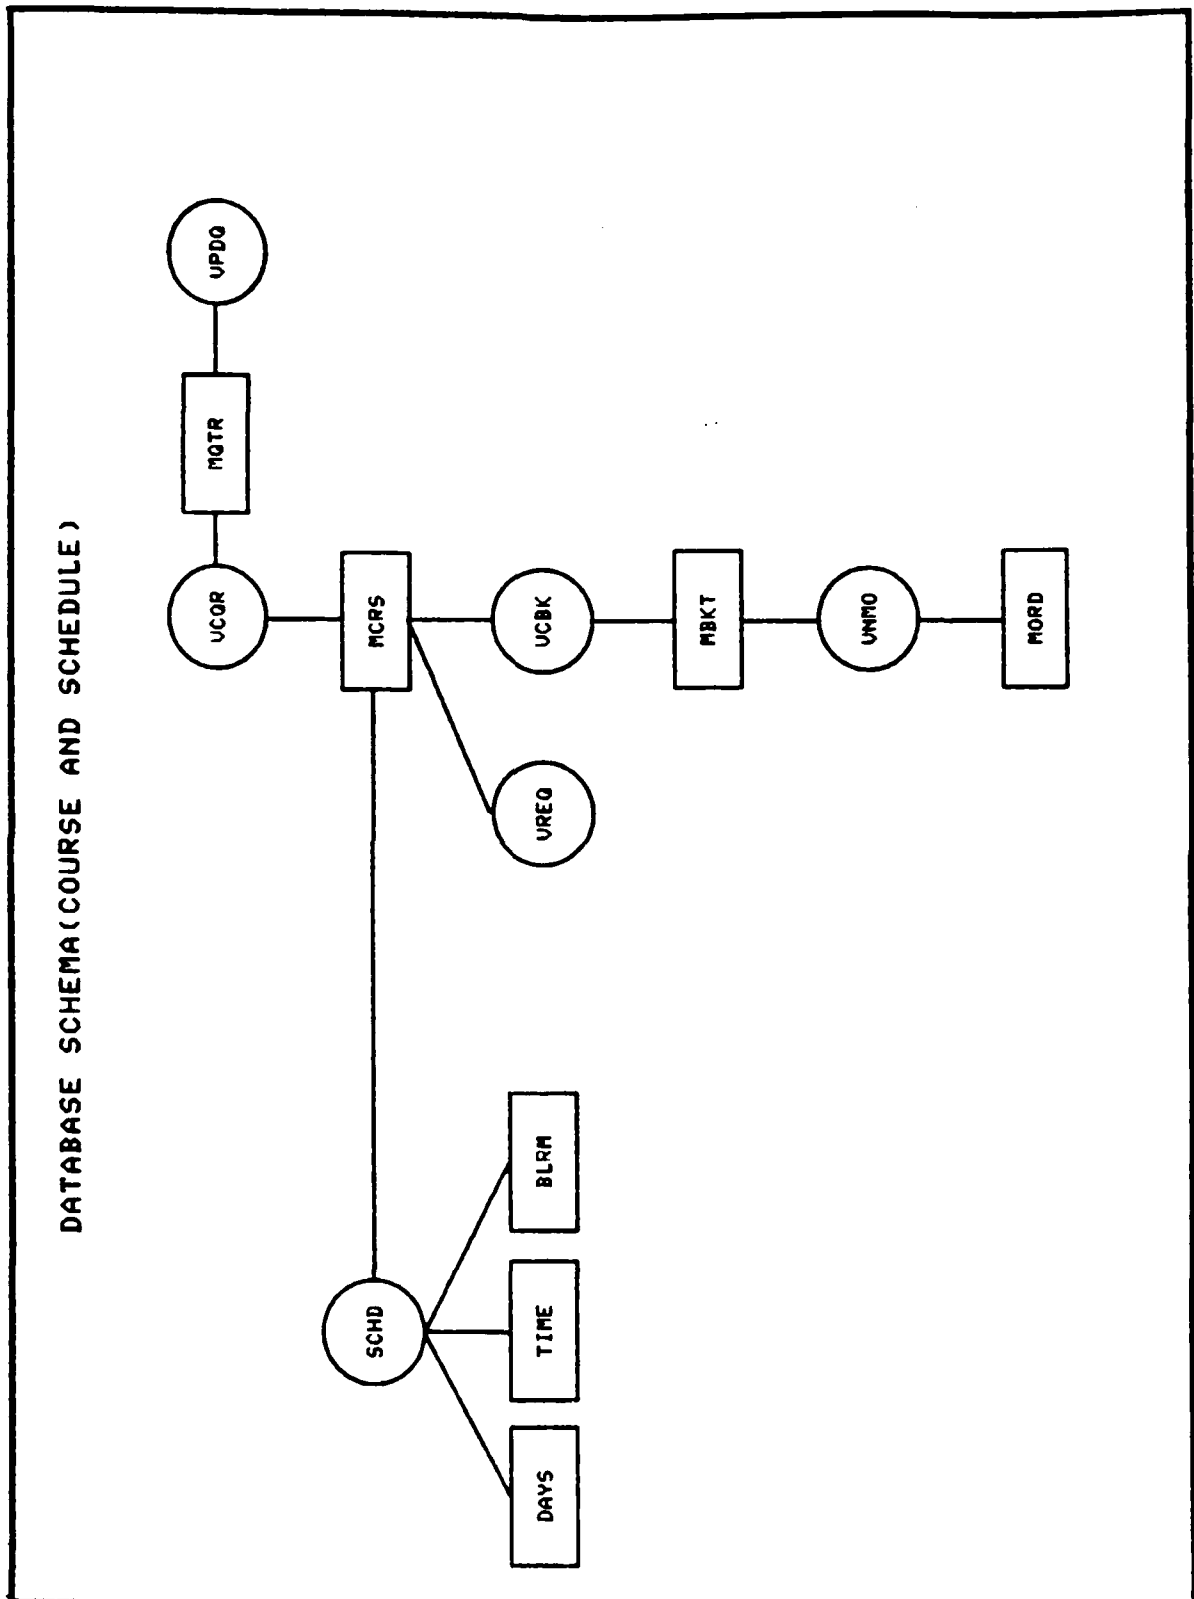 DATABASE SCHEMA(COURSE AND SCHEDULE)
VCQR
MQTR
VPDQ
SCHD
MCRS
DAYS
TIME
BLRM
VREQ
VCBK
MBKT
VNMO
MORD